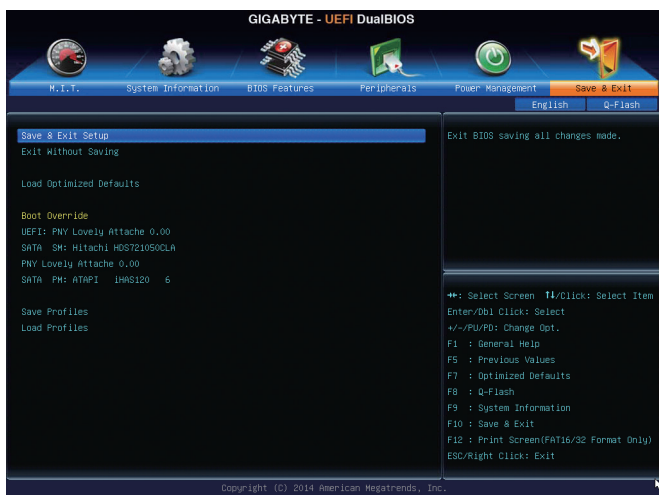 GIGABYTE - UEFI DualBIOS
M.I.T. System Information BIOS Features Peripherals Power Management Save & Exit
English Q-Flash
Save & Exit Setup
Exit Without Saving
Load Optimized Defaults
Boot Override
UEFI: PNY Lovely Attache 0.00
SATA SM: Hitachi HDS721050CLA
PNY Lovely Attache 0.00
SATA PM: ATAPI iHAS120 6
Save Profiles
Load Profiles
Exit BIOS saving all changes made.
→←: Select Screen ↑↓/Click: Select Item
Enter/Dbl Click: Select
+/-/PU/PD: Change Opt.
F1 : General Help
F5 : Previous Values
F7 : Optimized Defaults
F8 : Q-Flash
F9 : System Information
F10 : Save & Exit
F12 : Print Screen(FAT16/32 Format Only)
ESC/Right Click: Exit
Copyright (C) 2014 American Megatrends, Inc.